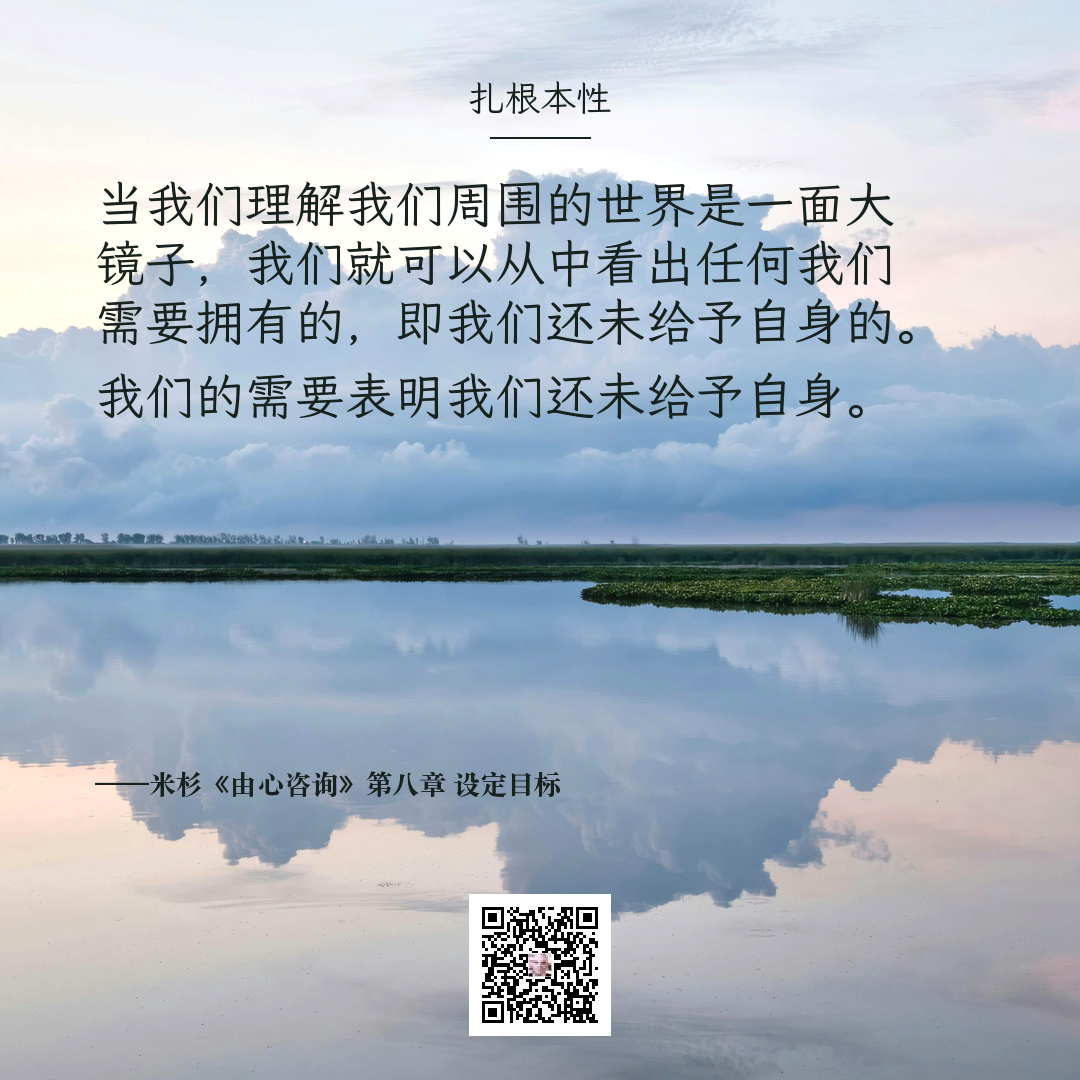 扎根本性
当我们理解我们周围的世界是一面大
镜子，我们就可以从中看出任何我们
需要拥有的，即我们还未给予自身的。
我们的需要表明我们还未给予自身。
——米杉《由心咨询》第八章 设定目标